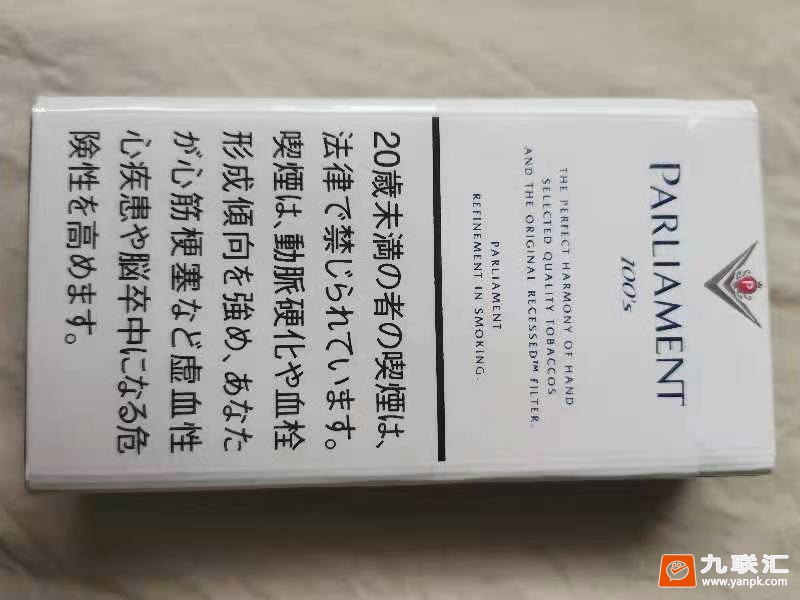 P
PARLIAMENT
100's
THE PERFECT HARMONY OF HAND
SELECTED QUALITY TOBACCOS
AND THE ORIGINAL RECESSED™ FILTER.
PARLIAMENT
REFINEMENT IN SMOKING.
20歳未満の者の喫煙は、
法律で禁じられています。
喫煙は、動脈硬化や血栓
形成傾向を強め、あなた
が心筋梗塞など虚血性
心疾患や脳卒中になる危
険性を高めます。
九联汇
www.yanpk.com